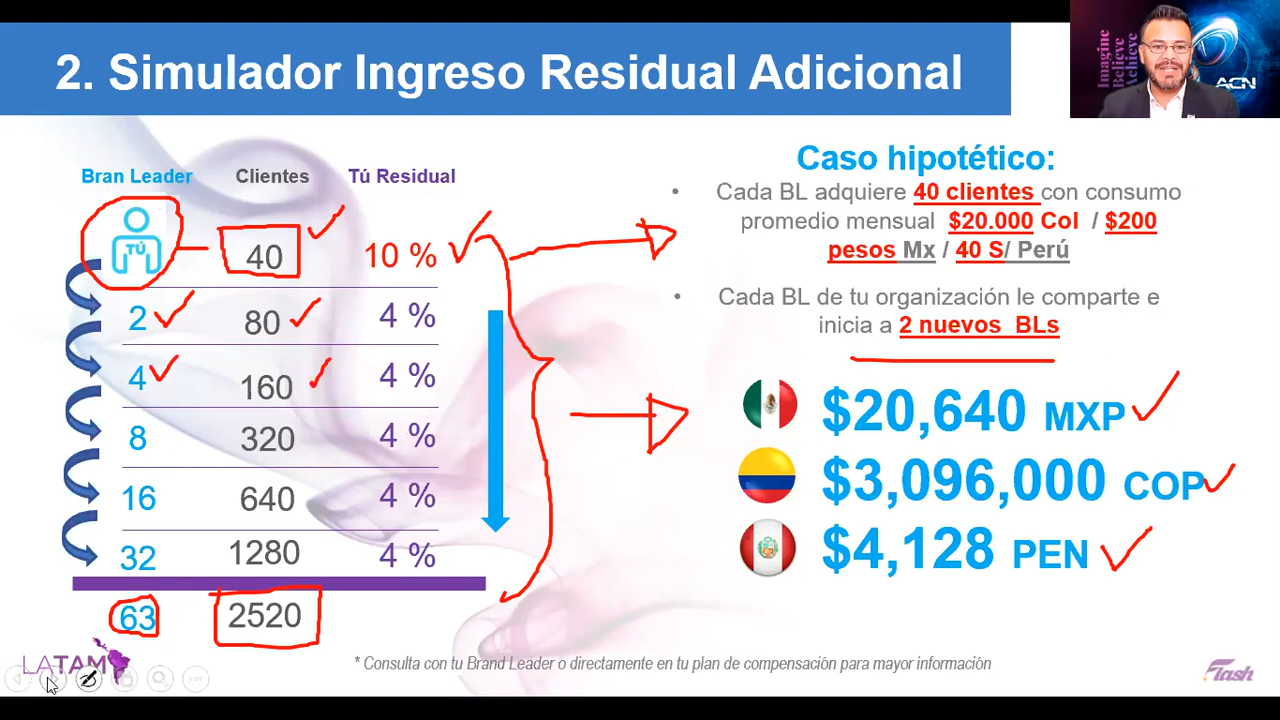 2. Simulador Ingreso Residual Adicional
Imagine
Believe
Achieve
ACN
Bran Leader Clientes Tú Residual
TÚ 40 10 %
2 80 4 %
4 160 4 %
8 320 4 %
16 640 4 %
32 1280 4 %
63 2520
Caso hipotético:
• Cada BL adquiere 40 clientes con consumo
promedio mensual $20.000 Col / $200
pesos Mx / 40 S/ Perú
• Cada BL de tu organización le comparte e
inicia a 2 nuevos BLs
$20,640 MXP
$3,096,000 COP
$4,128 PEN
* Consulta con tu Brand Leader o directamente en tu plan de compensación para mayor información
LATAM
Flash